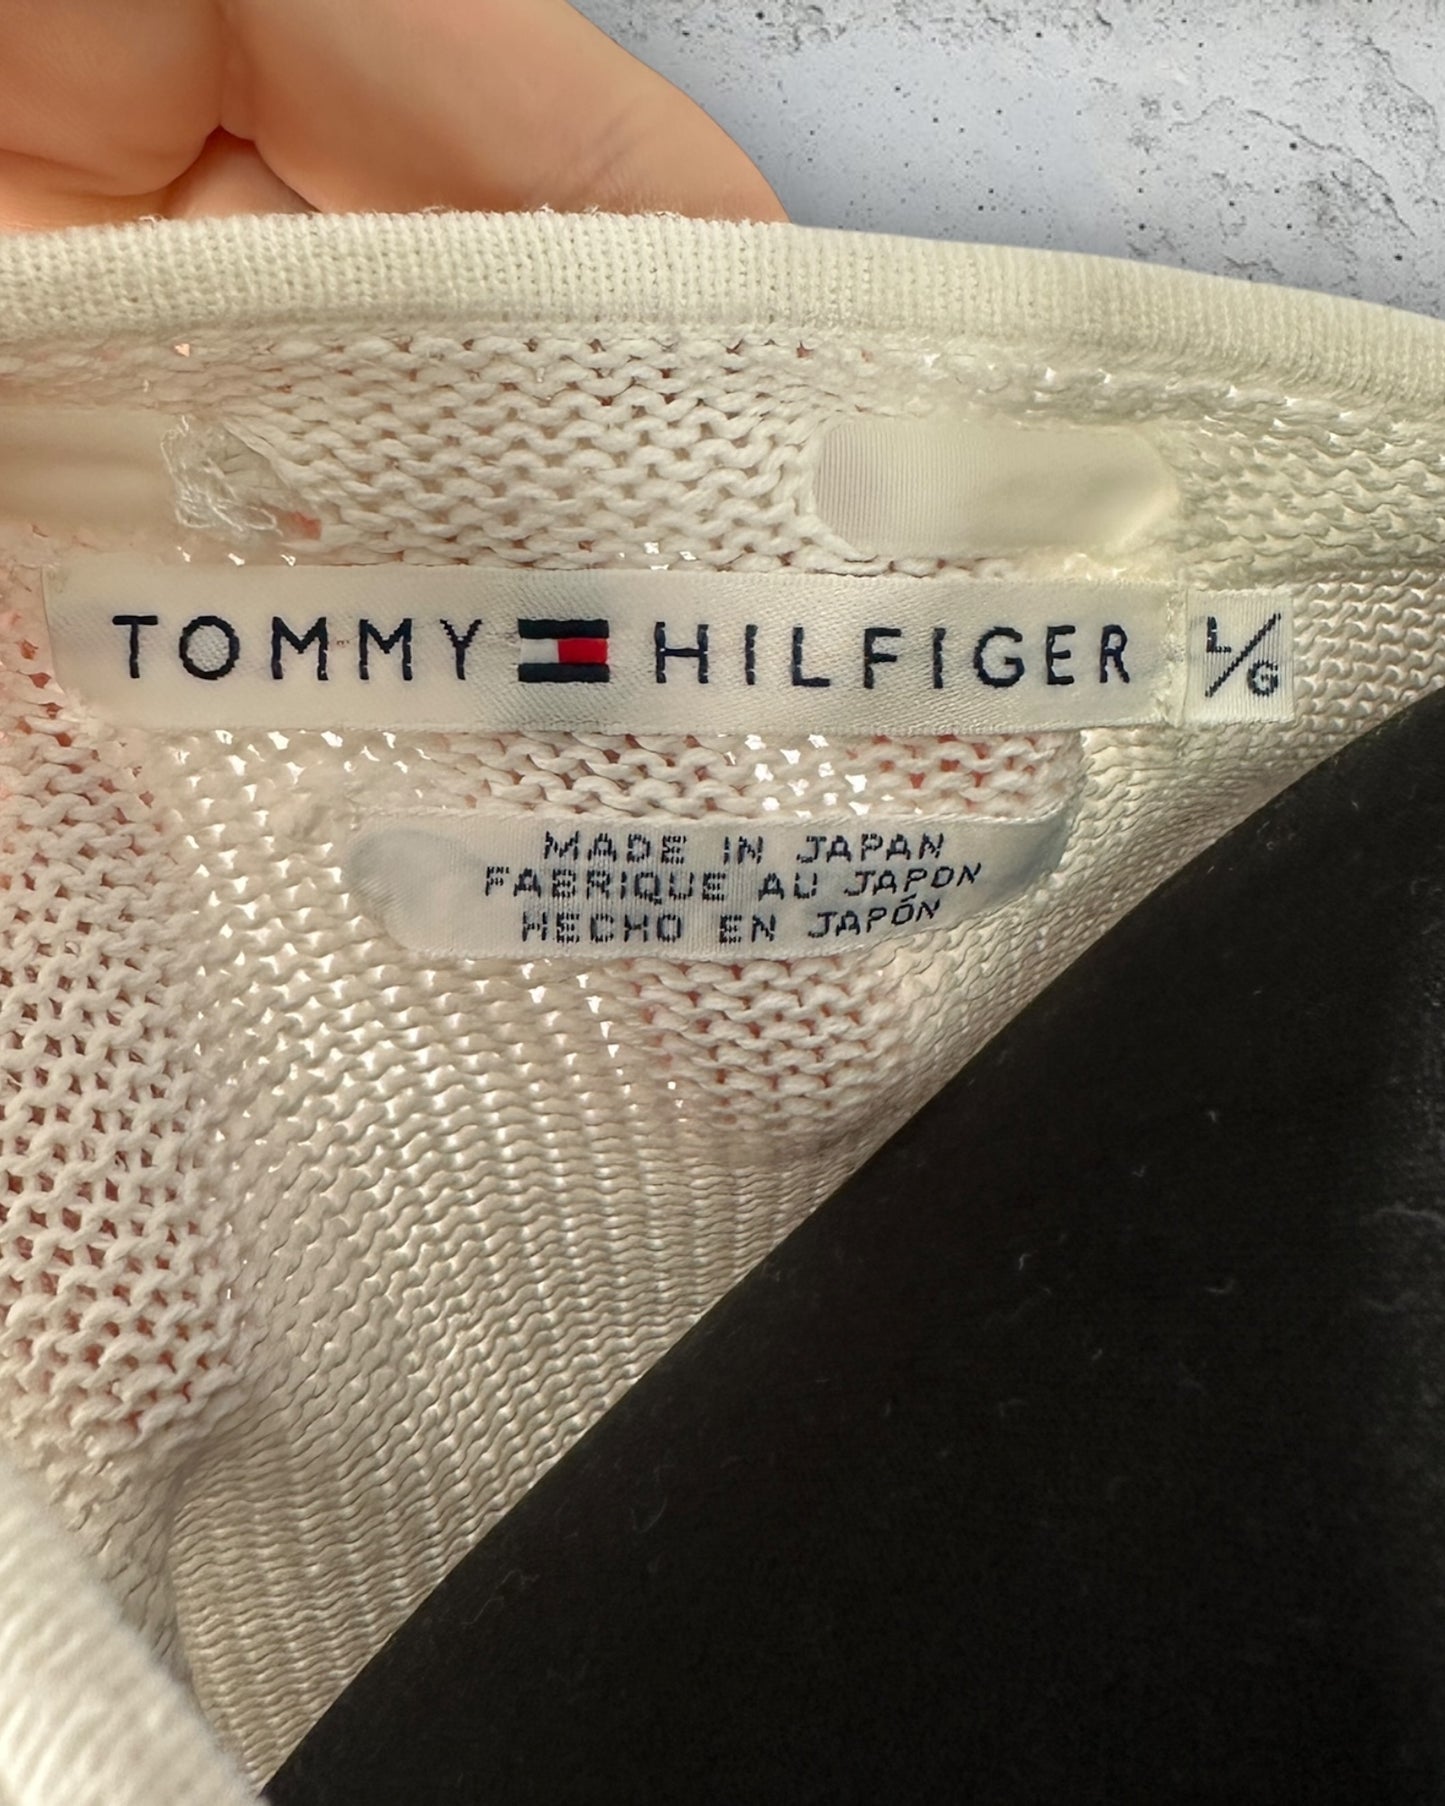 TOMMY HILFIGER L/G
MADE IN JAPAN
FABRIQUE AU JAPON
HECHO EN JAPÓN